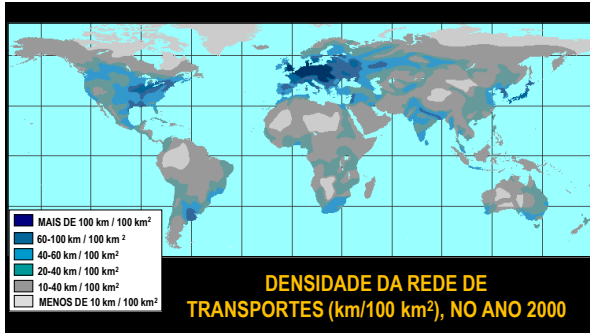 MAIS DE 100 km / 100 km²
60-100 km / 100 km ²
40-60 km / 100 km²
20-40 km / 100 km²
10-40 km / 100 km²
MENOS DE 10 km / 100 km²
DENSIDADE DA REDE DE
TRANSPORTES (km/100 km²), NO ANO 2000